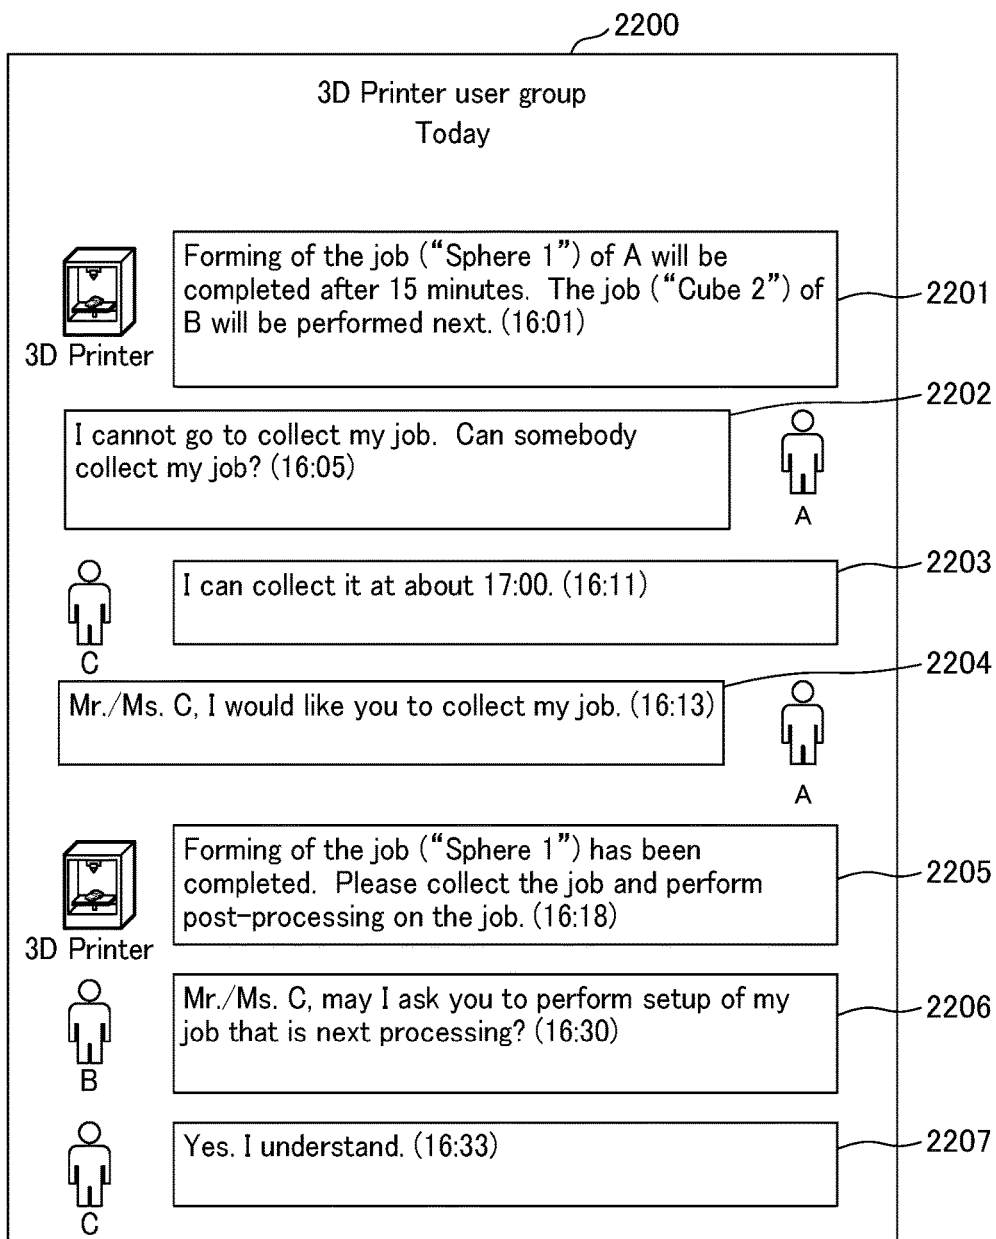 2200
3D Printer user group
Today
Forming of the job (“Sphere 1”) of A will be
completed after 15 minutes. The job (“Cube 2”) of
B will be performed next. (16:01)
2201
3D Printer
2202
I cannot go to collect my job. Can somebody
collect my job? (16:05)
A
2203
I can collect it at about 17:00. (16:11)
C
2204
Mr./Ms. C, I would like you to collect my job. (16:13)
A
Forming of the job (“Sphere 1”) has been
completed. Please collect the job and perform
post-processing on the job. (16:18)
2205
3D Printer
Mr./Ms. C, may I ask you to perform setup of my
job that is next processing? (16:30)
2206
B
Yes. I understand. (16:33)
2207
C